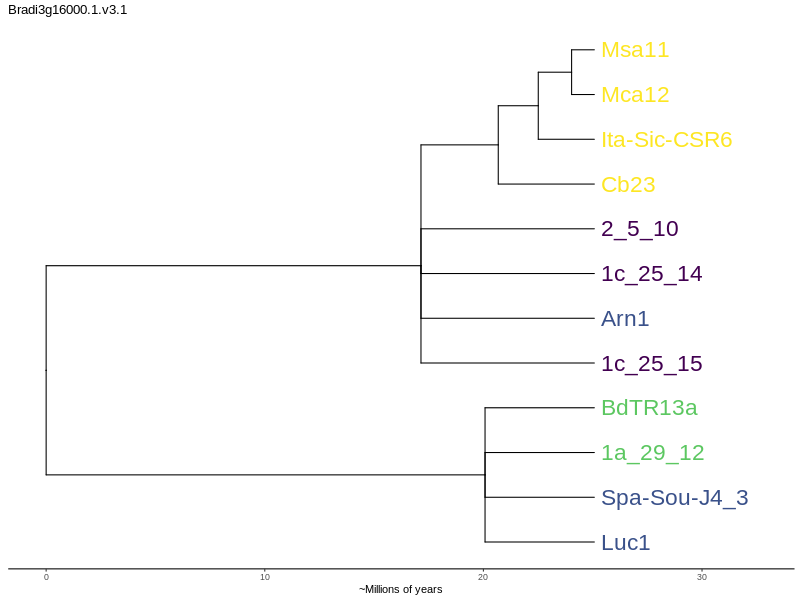 Bradi3g16000.1.v3.1
Msa11
Mca12
Ita-Sic-CSR6
Cb23
2_5_10
1c_25_14
Arn1
1c_25_15
BdTR13a
1a_29_12
Spa-Sou-J4_3
Luc1
0 10 20 30
~Millions of years